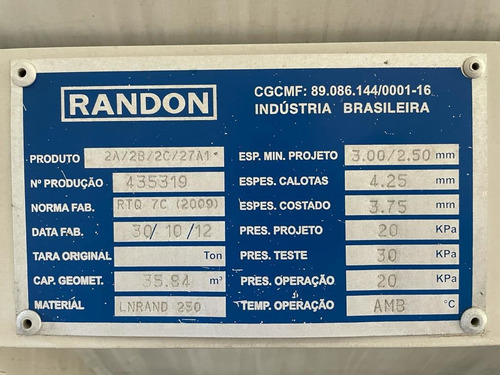 RANDON
CGCMF: 89.086.144/0001-16
INDÚSTRIA BRASILEIRA
PRODUTO 2A/2B/2C/27A1*
Nº PRODUÇÃO 435319
NORMA FAB. RTQ 7C (2009)
DATA FAB. 30/10/12
TARA ORIGINAL Ton
CAP. GEOMET. 35.84 m³
MATERIAL LNRAND 250
ESP. MIN. PROJETO 3.00/2.50 mm
ESPES. CALOTAS 4.25 mm
ESPES. COSTADO 3.75 mm
PRES. PROJETO 20 KPa
PRES. TESTE 30 KPa
PRES. OPERAÇÃO 20 KPa
TEMP. OPERAÇÃO AMB °C